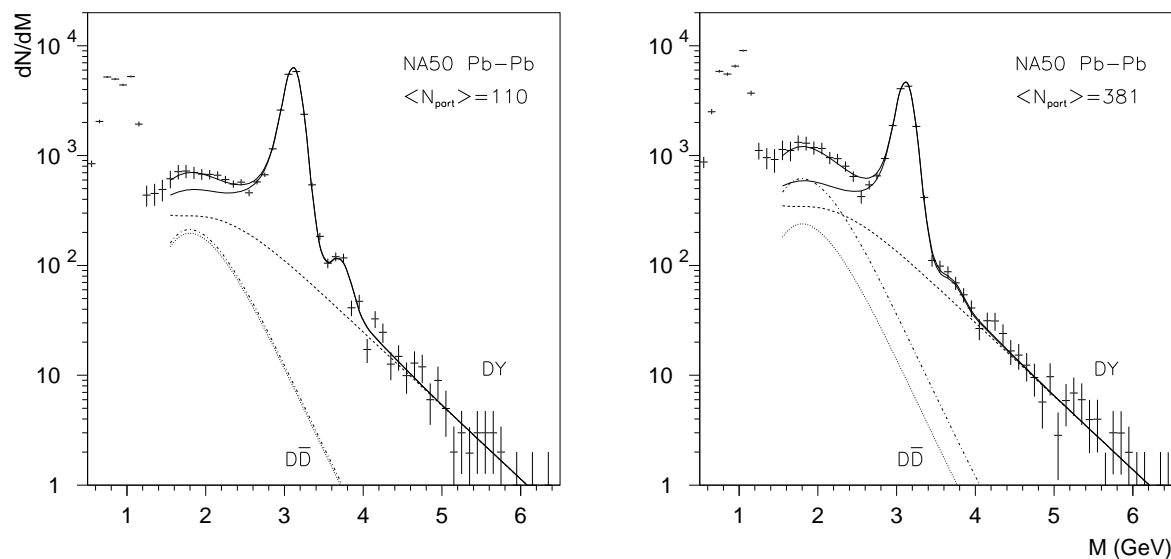 dN/dM
10^4
10^3
10^2
10
1
NA50 Pb-Pb
<N_part>=110
DY
DD̅
1 2 3 4 5 6
10^4
10^3
10^2
10
1
NA50 Pb-Pb
<N_part>=381
DY
DD̅
1 2 3 4 5 6
M (GeV)